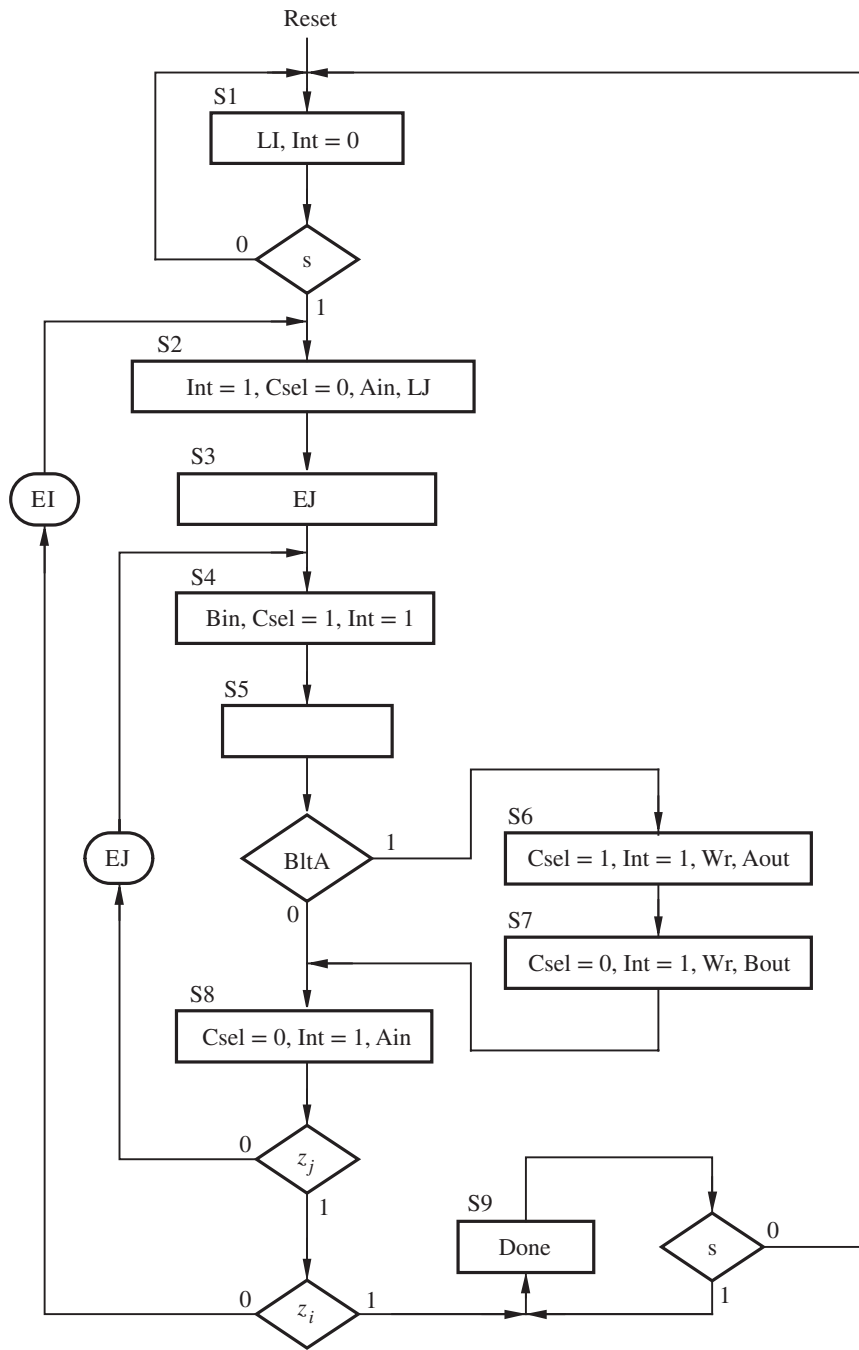 Reset
S1
LI, Int = 0
0
s
1
S2
Int = 1, Csel = 0, Ain, LJ
S3
EI
EJ
S4
Bin, Csel = 1, Int = 1
S5
S6
EJ
BltA
1
Csel = 1, Int = 1, Wr, Aout
0
S7
Csel = 0, Int = 1, Wr, Bout
S8
Csel = 0, Int = 1, Ain
0
z_j
1
S9
Done
s
0
1
0
z_i
1